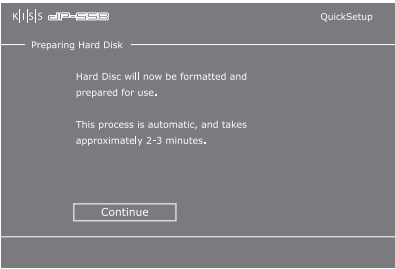 K|I|S|S DP-558
QuickSetup
Preparing Hard Disk
Hard Disc will now be formatted and
prepared for use.
This process is automatic, and takes
approximately 2-3 minutes.
Continue